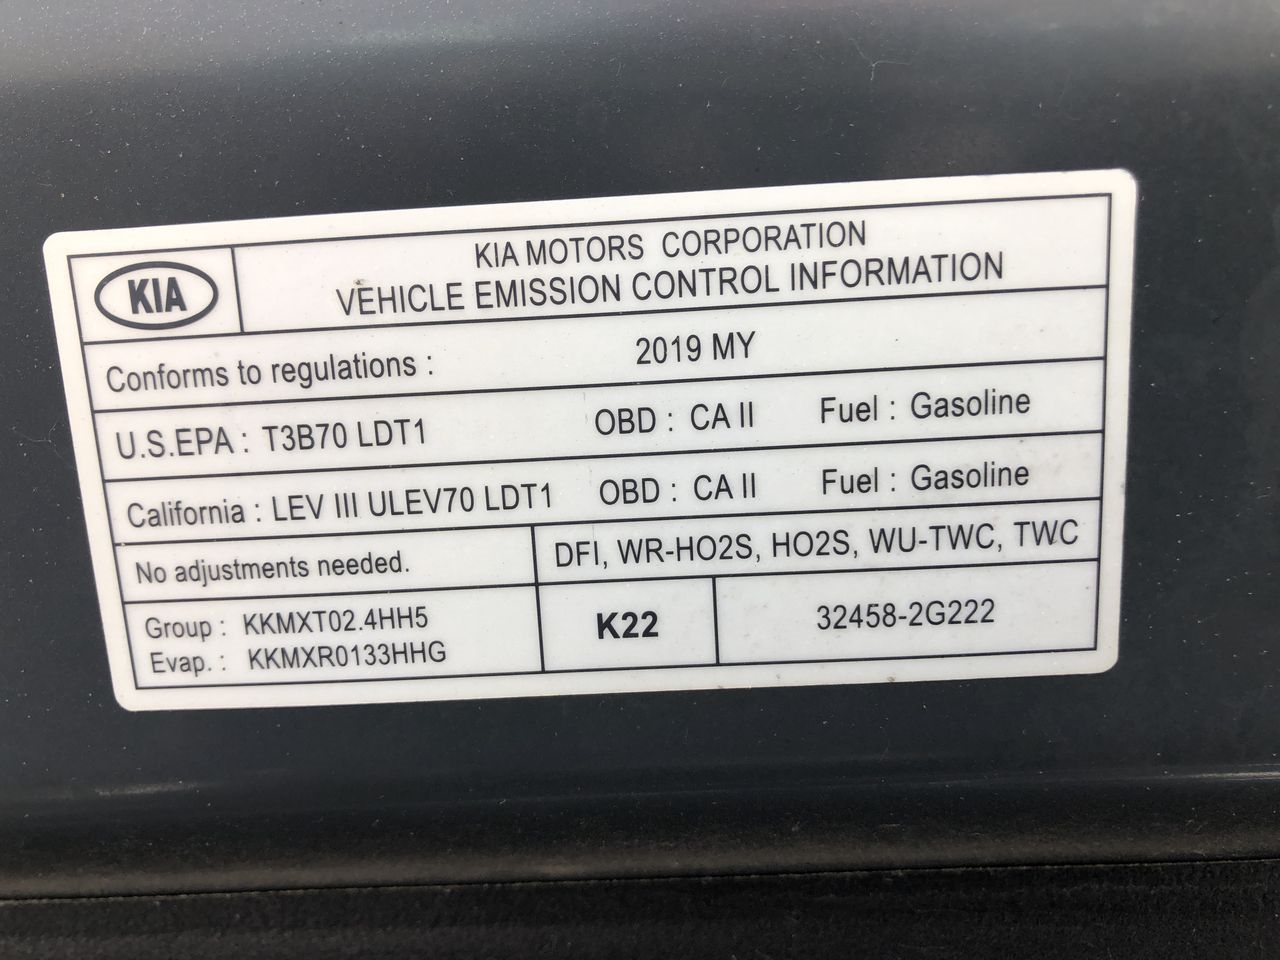 KIA
KIA MOTORS CORPORATION
VEHICLE EMISSION CONTROL INFORMATION
Conforms to regulations : 2019 MY
U.S.EPA : T3B70 LDT1 OBD : CA II Fuel : Gasoline
California : LEV III ULEV70 LDT1 OBD : CA II Fuel : Gasoline
No adjustments needed. DFI, WR-HO2S, HO2S, WU-TWC, TWC
Group : KKMXT02.4HH5
Evap. : KKMXR0133HHG
K22
32458-2G222